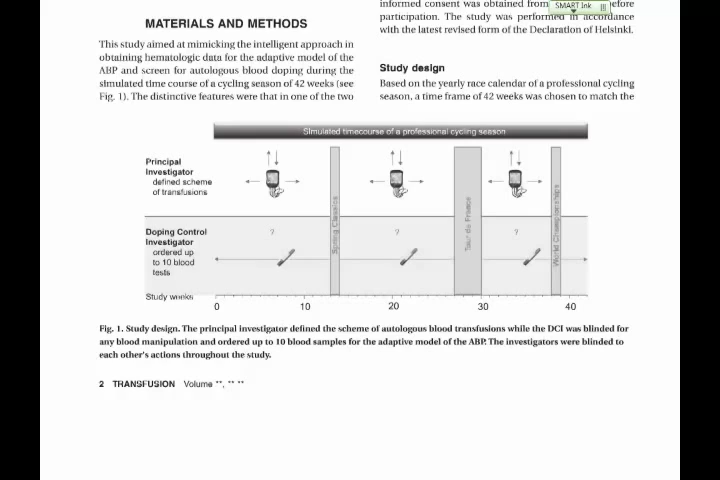 MATERIALS AND METHODS
This study aimed at mimicking the intelligent approach in
obtaining hematologic data for the adaptive model of the
ABP and screen for autologous blood doping during the
simulated time course of a cycling season of 42 weeks (see
Fig. 1). The distinctive features were that in one of the two
informed consent was obtained from
SMART Ink
participation. The study was performed in accordance
with the latest revised form of the Declaration of Helsinki.
Study design
Based on the yearly race calendar of a professional cycling
season, a time frame of 42 weeks was chosen to match the
Simulated timecourse of a professional cycling season
Principal
Investigator
defined scheme
of transfusions
Doping Control
Investigator
ordered up
to 10 blood
tests
? ? ?
Spring Classics
Tour de France
World Championships
Study weeks
0 10 20 30 40
Fig. 1. Study design. The principal investigator defined the scheme of autologous blood transfusions while the DCI was blinded for
any blood manipulation and ordered up to 10 blood samples for the adaptive model of the ABP. The investigators were blinded to
each other's actions throughout the study.
2 TRANSFUSION Volume **, ** **